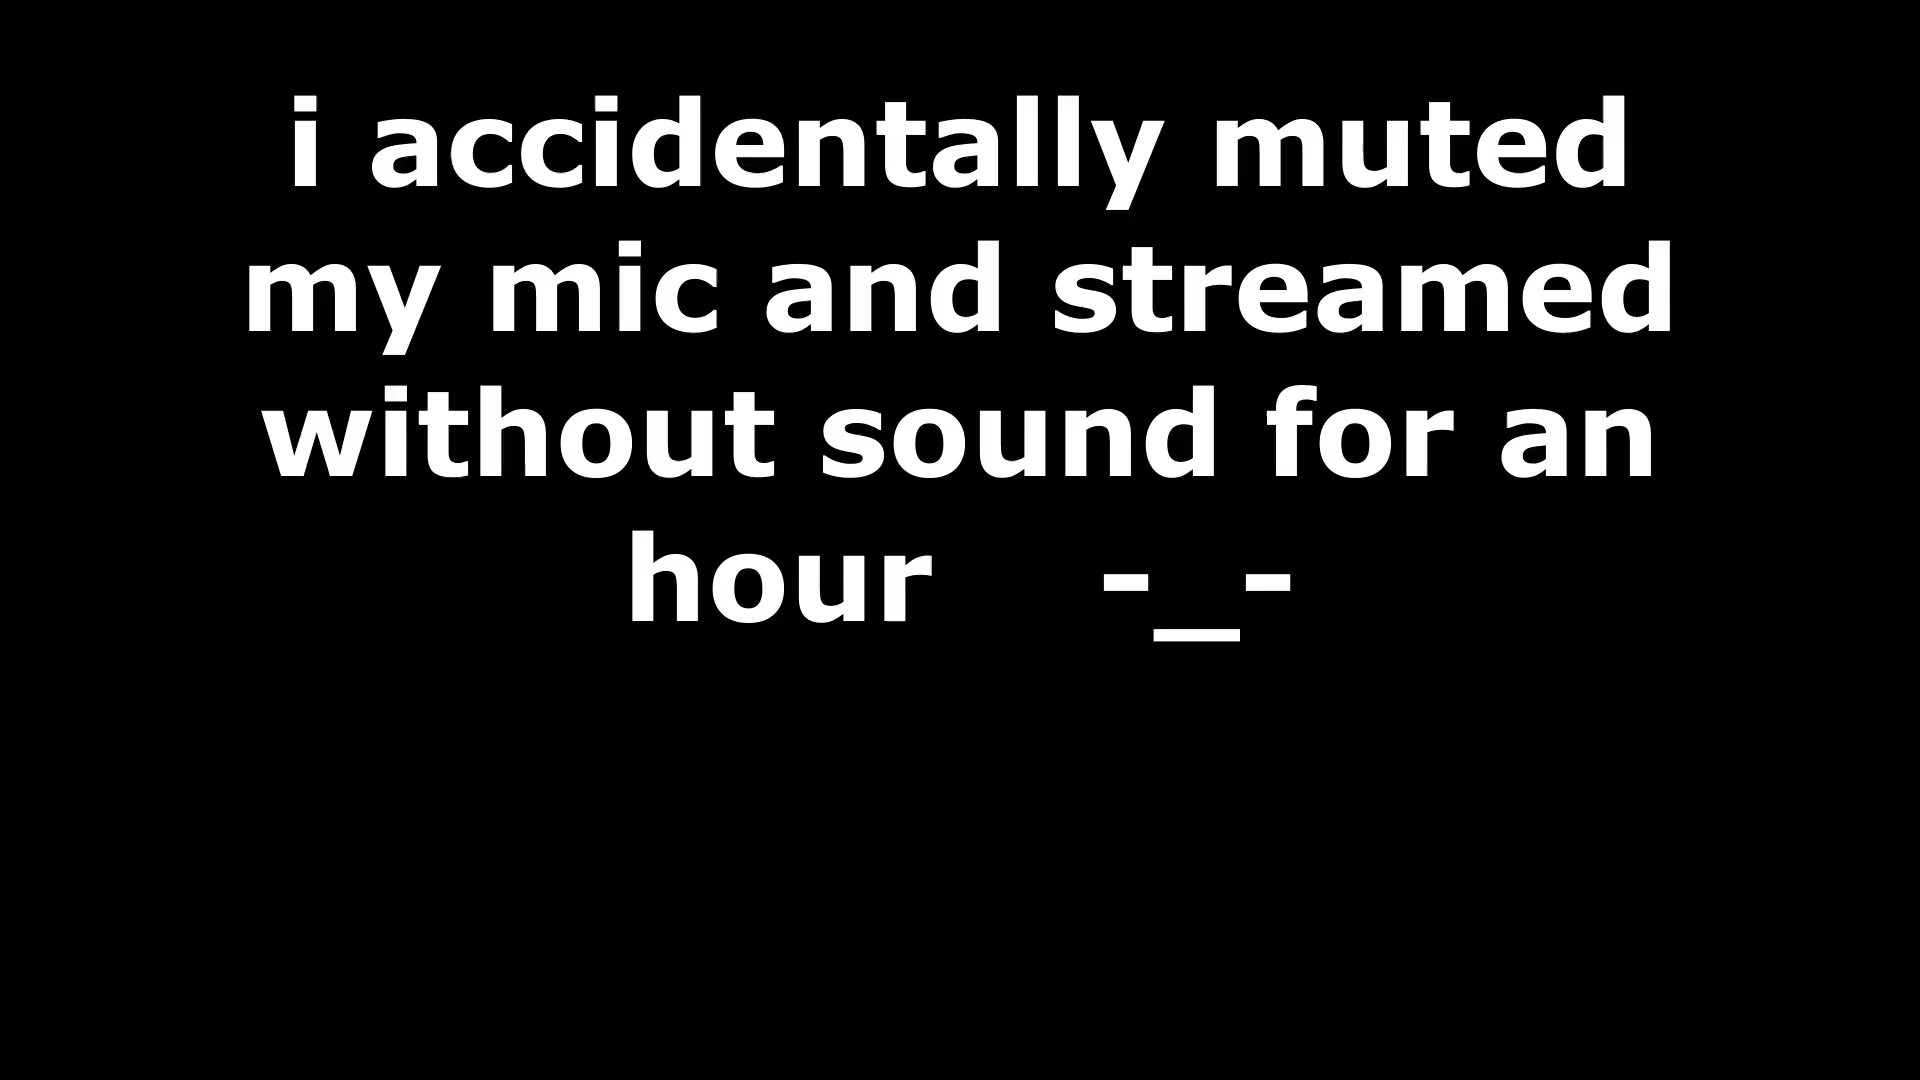 i accidentally muted
my mic and streamed
without sound for an
hour    -_-